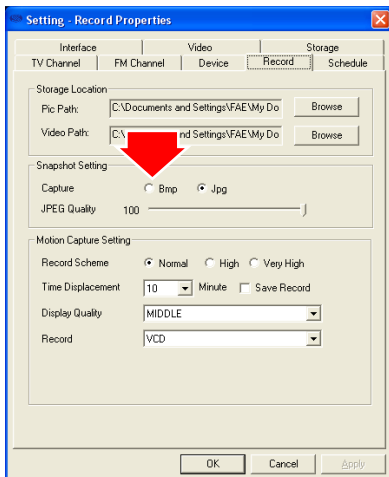 Setting - Record Properties
Interface Video Storage
TV Channel FM Channel Device Record Schedule
Storage Location
Pic Path: C:\Documents and Settings\FAE\My Do Browse
Video Path: C:\ nd Settings\FAE\My Do Browse
Snapshot Setting
Capture Bmp Jpg
JPEG Quality 100
Motion Capture Setting
Record Scheme Normal High Very High
Time Displacement 10 Minute Save Record
Display Quality MIDDLE
Record VCD
OK Cancel Apply